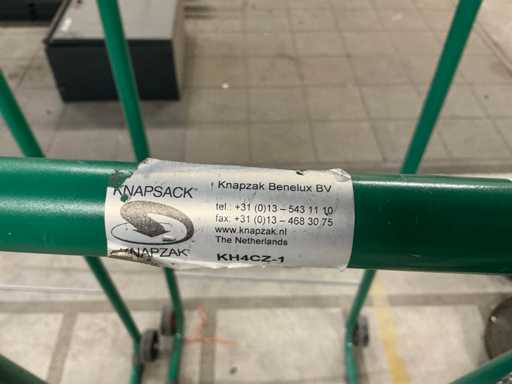 KNAPSACK
KNAPZAK
Knapzak Benelux BV
tel.: +31 (0)13 – 543 11 10
fax: +31 (0)13 – 468 30 75
www.knapzak.nl
The Netherlands
KH4CZ-1